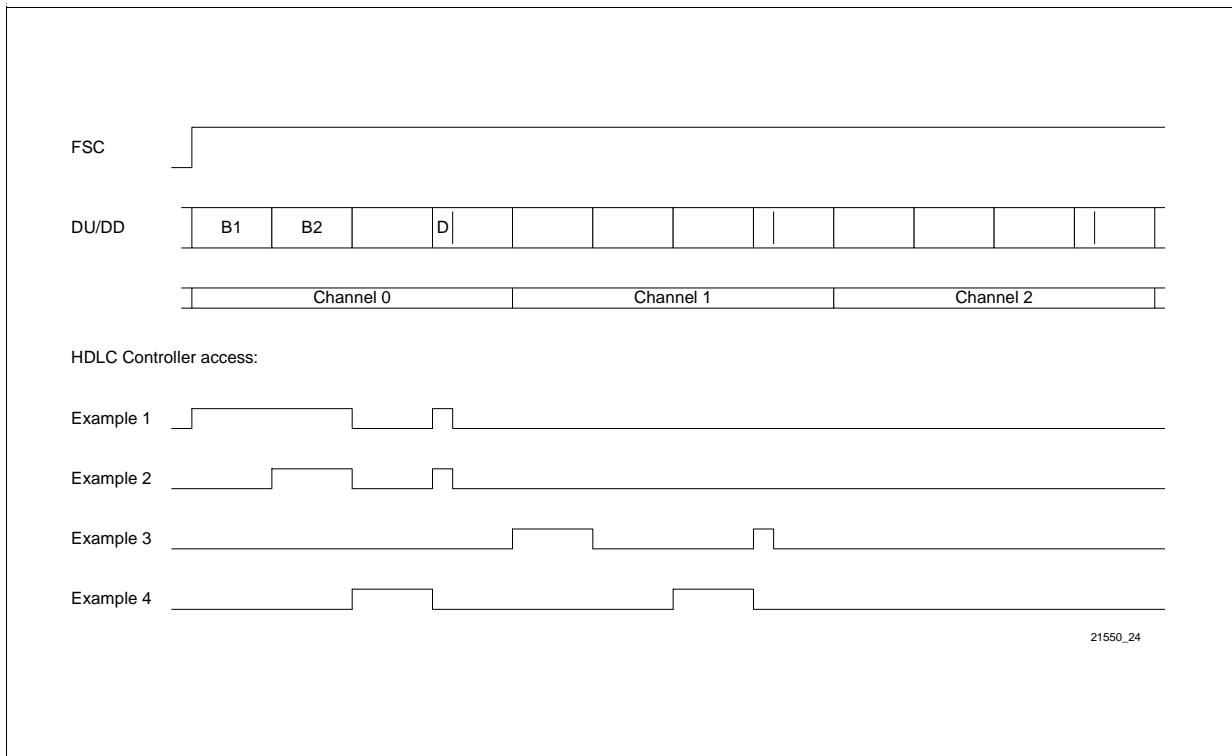 FSC
DU/DD B1 B2 D
Channel 0 Channel 1 Channel 2
HDLC Controller access:
Example 1
Example 2
Example 3
Example 4
21550_24